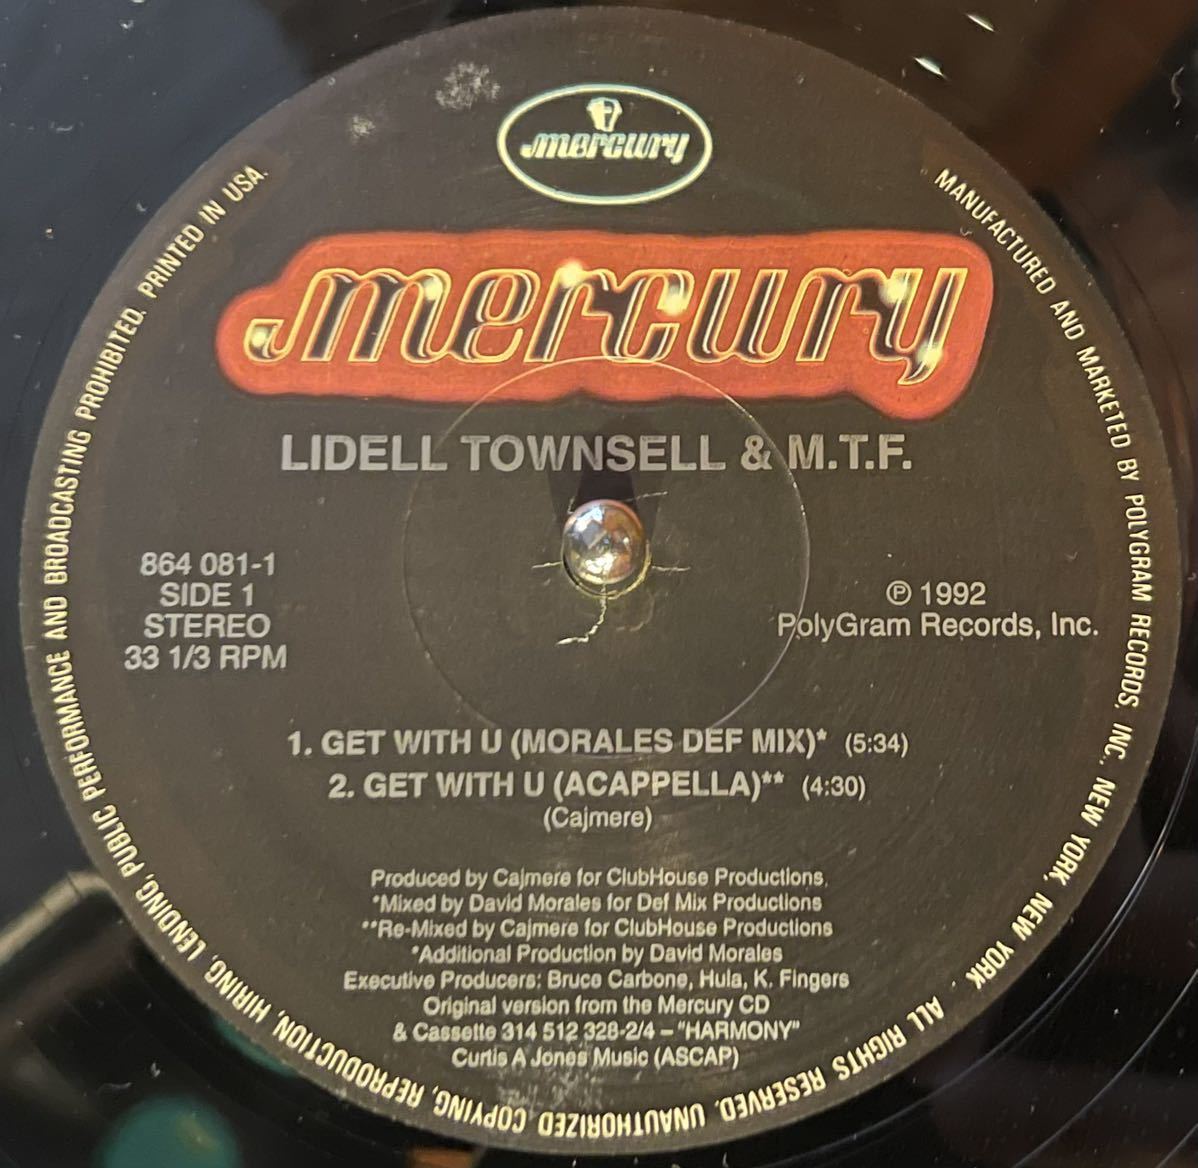 mercury
mercury
LIDELL TOWNSELL & M.T.F.
864 081-1
SIDE 1
STEREO
33 1/3 RPM
℗ 1992
PolyGram Records, Inc.
1. GET WITH U (MORALES DEF MIX)* (5:34)
2. GET WITH U (ACAPPELLA)** (4:30)
(Cajmere)
Produced by Cajmere for ClubHouse Productions,
*Mixed by David Morales for Def Mix Productions
**Re-Mixed by Cajmere for ClubHouse Productions
*Additional Production by David Morales
Executive Producers: Bruce Carbone, Hula, K. Fingers
Original version from the Mercury CD
& Cassette 314 512 328-2/4 – "HARMONY"
Curtis A Jones Music (ASCAP)
MANUFACTURED AND MARKETED BY POLYGRAM RECORDS, INC., NEW YORK, NEW YORK. ALL RIGHTS RESERVED. UNAUTHORIZED COPYING, REPRODUCTION, HIRING, LENDING, PUBLIC PERFORMANCE AND BROADCASTING PROHIBITED. PRINTED IN USA.